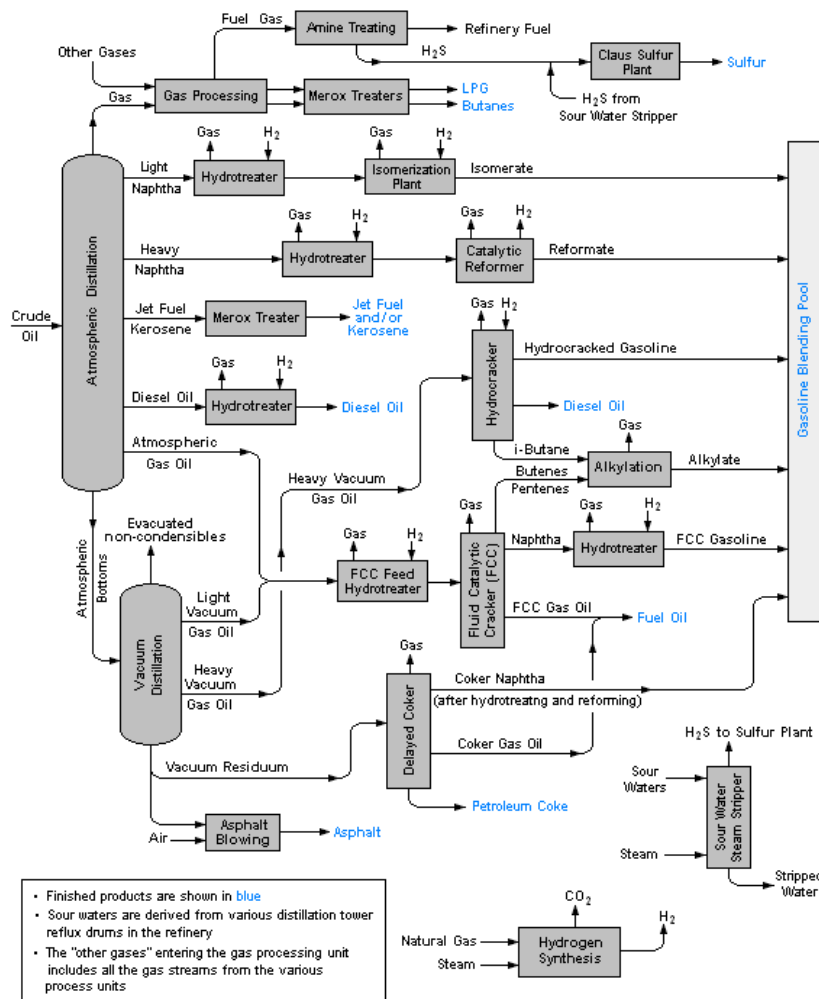 Fuel Gas
Amine Treating
Refinery Fuel
Other Gases
H₂S
Claus Sulfur
Plant
Sulfur
Gas
Gas Processing
Merox Treaters
LPG
Butanes
H₂S from
Sour Water Stripper
Gas
H₂
Gas
H₂
Light
Naphtha
Hydrotreater
Isomerization
Plant
Isomerate
Gas
H₂
Gas
H₂
Heavy
Naphtha
Hydrotreater
Catalytic
Reformer
Reformate
Atmospheric Distillation
Crude
Oil
Jet Fuel
Kerosene
Merox Treater
Jet Fuel
and/or
Kerosene
Gas
H₂
Hydrocracker
Hydrocracked Gasoline
Gasoline Blending Pool
Gas
H₂
Diesel Oil
Hydrotreater
Diesel Oil
Diesel Oil
Atmospheric
Gas Oil
i-Butane
Gas
Butenes
Pentenes
Alkylation
Alkylate
Heavy Vacuum
Gas Oil
Atmospheric
Bottoms
Evacuated
non-condensibles
Gas
H₂
FCC Feed
Hydrotreater
Gas
Fluid Catalytic
Cracker (FCC)
Naphtha
Gas
H₂
Hydrotreater
FCC Gasoline
Light
Vacuum
Gas Oil
FCC Gas Oil
Fuel Oil
Vacuum
Distillation
Heavy
Vacuum
Gas Oil
Gas
Delayed Coker
Coker Naphtha
(after hydrotreatng and reforming)
Coker Gas Oil
Vacuum Residuum
Petroleum Coke
H₂S to Sulfur Plant
Sour
Waters
Sour Water
Steam Stripper
Steam
Stripped
Water
Air
Asphalt
Blowing
Asphalt
• Finished products are shown in blue
• Sour waters are derived from various distillation tower
reflux drums in the refinery
• The "other gases" entering the gas processing unit
includes all the gas streams from the various
process units
CO₂
H₂
Natural Gas
Steam
Hydrogen
Synthesis